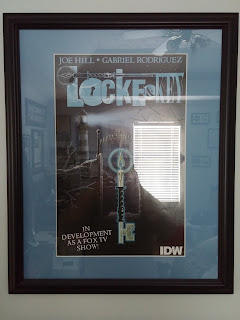 JOE HILL • GABRIEL RODRIGUEZ
LOCKE & KEY
IN
DEVELOPMENT
AS A FOX TV
SHOW!
IDW